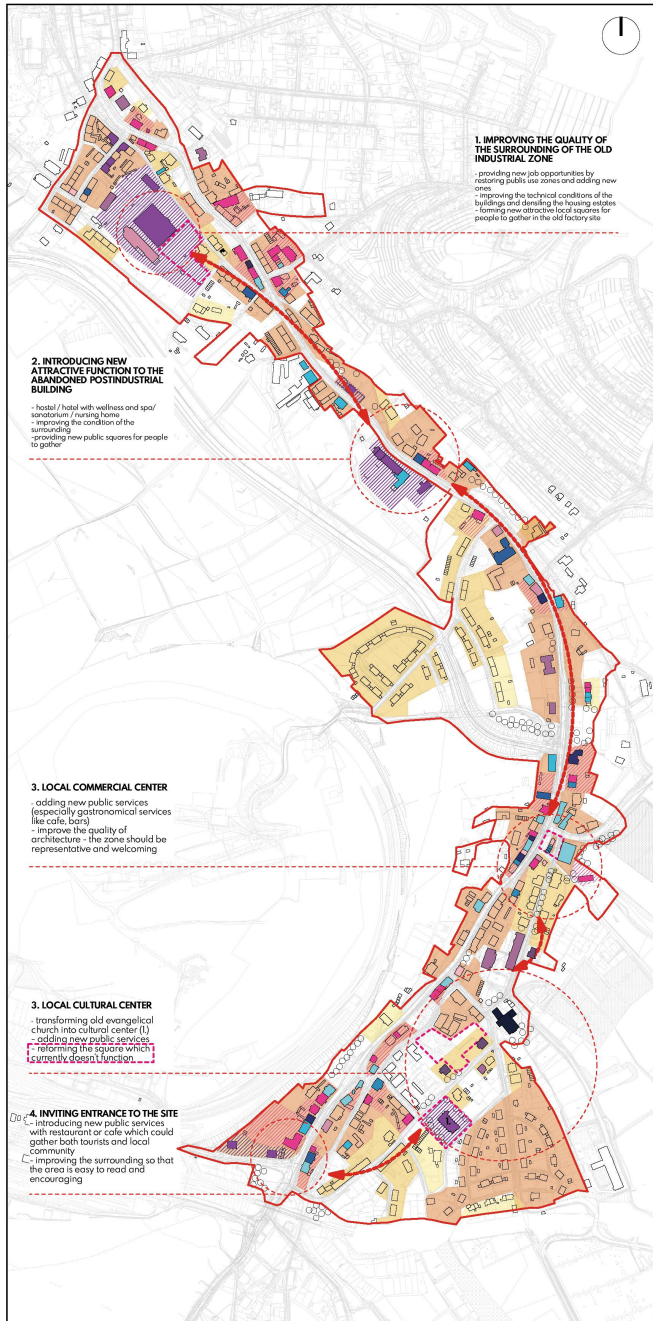 1. IMPROVING THE QUALITY OF
THE SURROUNDING OF THE OLD
INDUSTRIAL ZONE
- providing new job opportunities by
restoring publis use zones and adding new
ones
- improving the technical conditions of the
buildings and densifing the housing estates
- forming new attractive local squares for
people to gather in the old factory site
2. INTRODUCING NEW
ATTRACTIVE FUNCTION TO THE
ABANDONED POSTINDUSTRIAL
BUILDING
- hostel / hotel with wellness and spa/
sanatorium / nursing home
- improving the condition of the
surrounding
-providing new public squares for people
to gather
3. LOCAL COMMERCIAL CENTER
- adding new public services
(especially gastronomical services
like cafe, bars)
- improve the quality of
architecture - the zone should be
representative and welcoming
3. LOCAL CULTURAL CENTER
- transforming old evangelical
church into cultural center (1.)
- adding new public services
- reforming the square which
currently doesn't function
4. INVITING ENTRANCE TO THE SITE
- introducing new public services
with restaurant or cafe which could
gather both tourists and local
community
- improving the surrounding so that
the area is easy to read and
encouraging